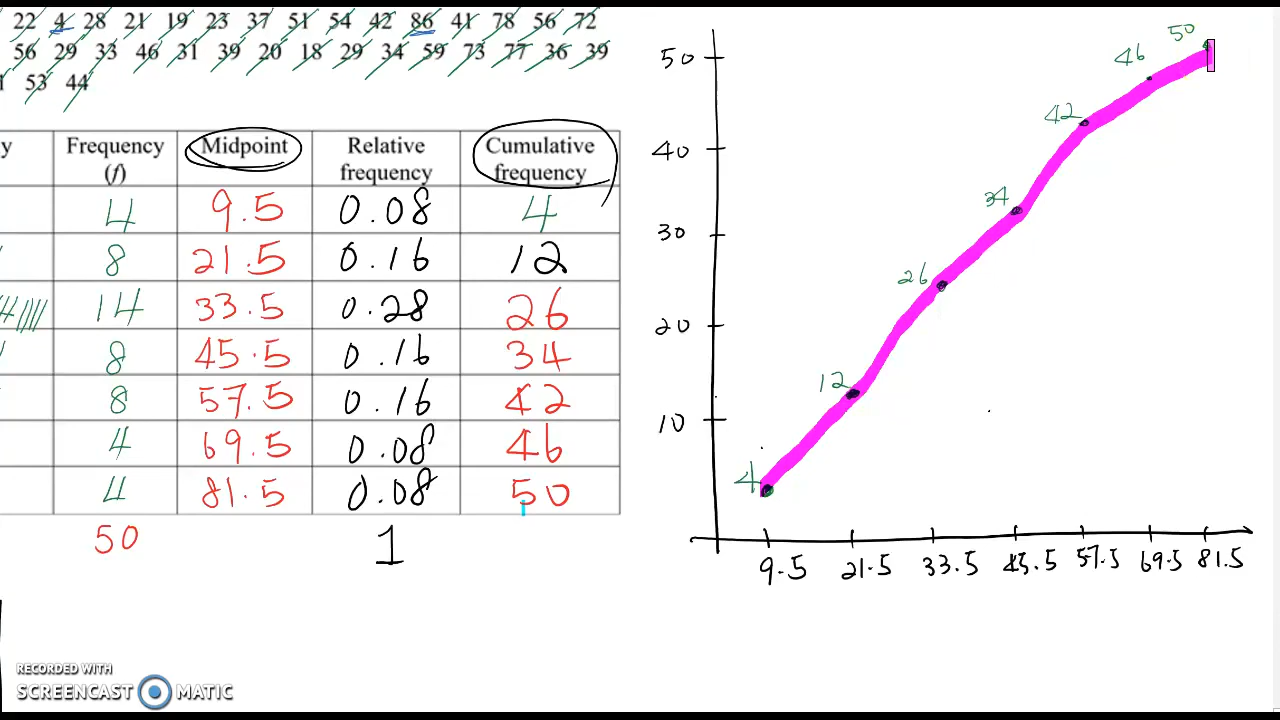 22 4 28 21 19 23 37 51 54 42 86 41 78 56 72
56 29 33 46 31 39 20 18 29 34 59 73 77 36 39
53 44
y Frequency (f) Midpoint Relative frequency Cumulative frequency
4 9.5 0.08 4
8 21.5 0.16 12
14 33.5 0.28 26
8 45.5 0.16 34
8 57.5 0.16 42
4 69.5 0.08 46
4 81.5 0.08 50
50 1
50
40
30
20
10
4
12
26
34
42
46
50
9.5 21.5 33.5 45.5 57.5 69.5 81.5
RECORDED WITH
SCREENCAST MATIC